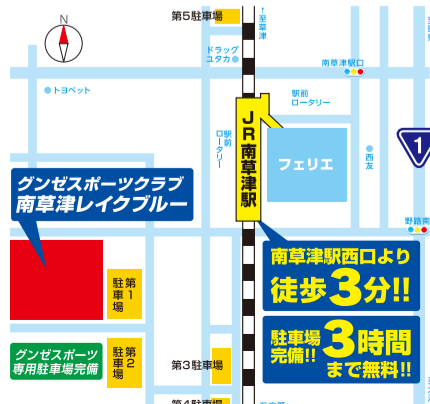 N
第5駐車場
↑至草津
ドラッグ
ユタカ
南草津駅口
トヨペット
駅前
ロータリー
JR南草津駅
駅前
ロータリー
フェリエ
西友
1
グンゼスポーツクラブ
南草津レイクブルー
野路南
南草津駅西口より
徒歩3分!!
第1
駐車場
駐車場
完備!!
3時間
まで無料!!
グンゼスポーツ
専用駐車場完備
第2
駐車場
第3駐車場
第4駐車場